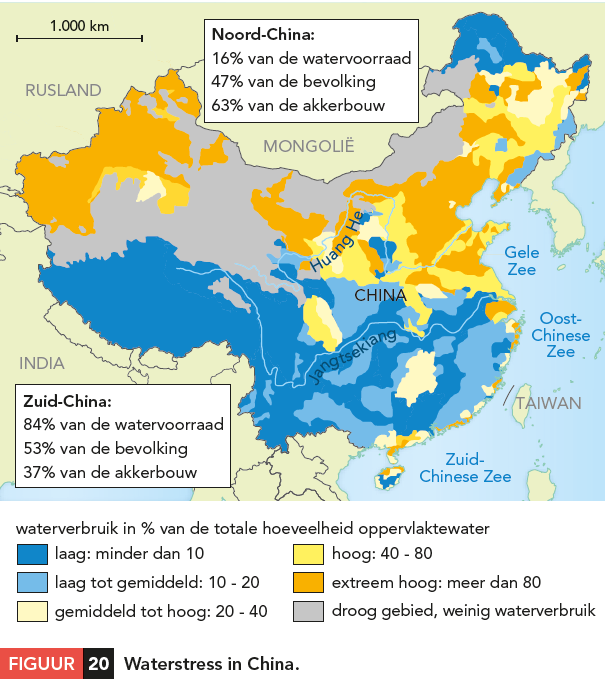 1.000 km
Noord-China:
16% van de watervoorraad
47% van de bevolking
63% van de akkerbouw
RUSLAND
MONGOLIË
Huang He
Gele
Zee
CHINA
Oost-
Chinese
Zee
Jangtsekiang
INDIA
TAIWAN
Zuid-China:
84% van de watervoorraad
53% van de bevolking
37% van de akkerbouw
Zuid-
Chinese Zee
waterverbruik in % van de totale hoeveelheid oppervlaktewater
laag: minder dan 10
hoog: 40 - 80
laag tot gemiddeld: 10 - 20
extreem hoog: meer dan 80
gemiddeld tot hoog: 20 - 40
droog gebied, weinig waterverbruik
FIGUUR 20 Waterstress in China.